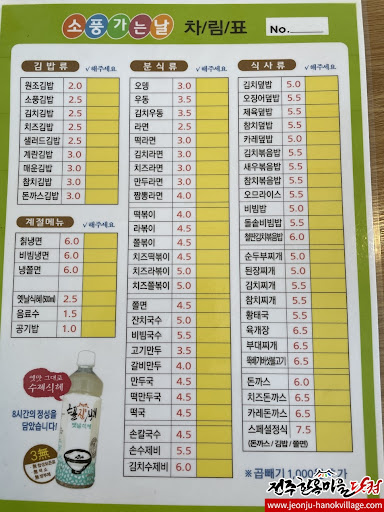 소풍가는날 차/림/표 No.
김밥류 √해주세요
원조김밥 2.0
소풍김밥 2.5
김치김밥 2.5
치즈김밥 2.5
샐러드김밥 2.5
계란김밥 3.0
매운김밥 3.0
참치김밥 3.0
돈까스김밥 3.0
계절메뉴 √해주세요
칡냉면 6.0
비빔냉면 6.0
냉쫄면 6.0
옛날식혜(500ml) 2.5
음료수 1.5
공기밥 1.0
옛맛 그대로
수제식혜
8시간의 정성을
담았습니다!
3無
분식류 √해주세요
오뎅 3.0
우동 3.5
김치우동 3.5
라면 2.5
떡라면 3.0
김치라면 3.0
치즈라면 3.0
만두라면 3.0
짬뽕라면 4.0
떡볶이 4.0
라볶이 4.5
쫄볶이 4.5
치즈떡볶이 4.5
치즈라볶이 5.0
치즈쫄볶이 5.0
쫄면 4.5
잔치국수 5.0
비빔국수 5.5
고기만두 3.5
갈비만두 4.0
만두국 4.5
떡만두국 4.5
떡국 4.5
손칼국수 4.5
손수제비 5.5
김치수제비 6.0
식사류 √해주세요
김치덮밥 5.5
오징어덮밥 5.5
제육덮밥 5.5
참치덮밥 5.5
카레덮밥 5.5
김치볶음밥 5.5
새우볶음밥 5.5
참치볶음밥 5.5
오므라이스 5.5
비빔밥 5.0
돌솥비빔밥 5.5
철판김치볶음밥 6.0
순두부찌개 5.5
된장찌개 5.5
김치찌개 5.5
참치찌개 5.5
황태국 5.5
육개장 6.5
부대찌개 6.5
뚝배기버섯불고기 6.5
돈까스 6.0
치즈돈까스 6.5
카레돈까스 6.5
스페셜정식 7.5
(돈까스 / 김밥 / 쫄면)
※ 곱빼기 1,000 가
전주한옥마을닷컴
www.jeonju-hanokvillage.com